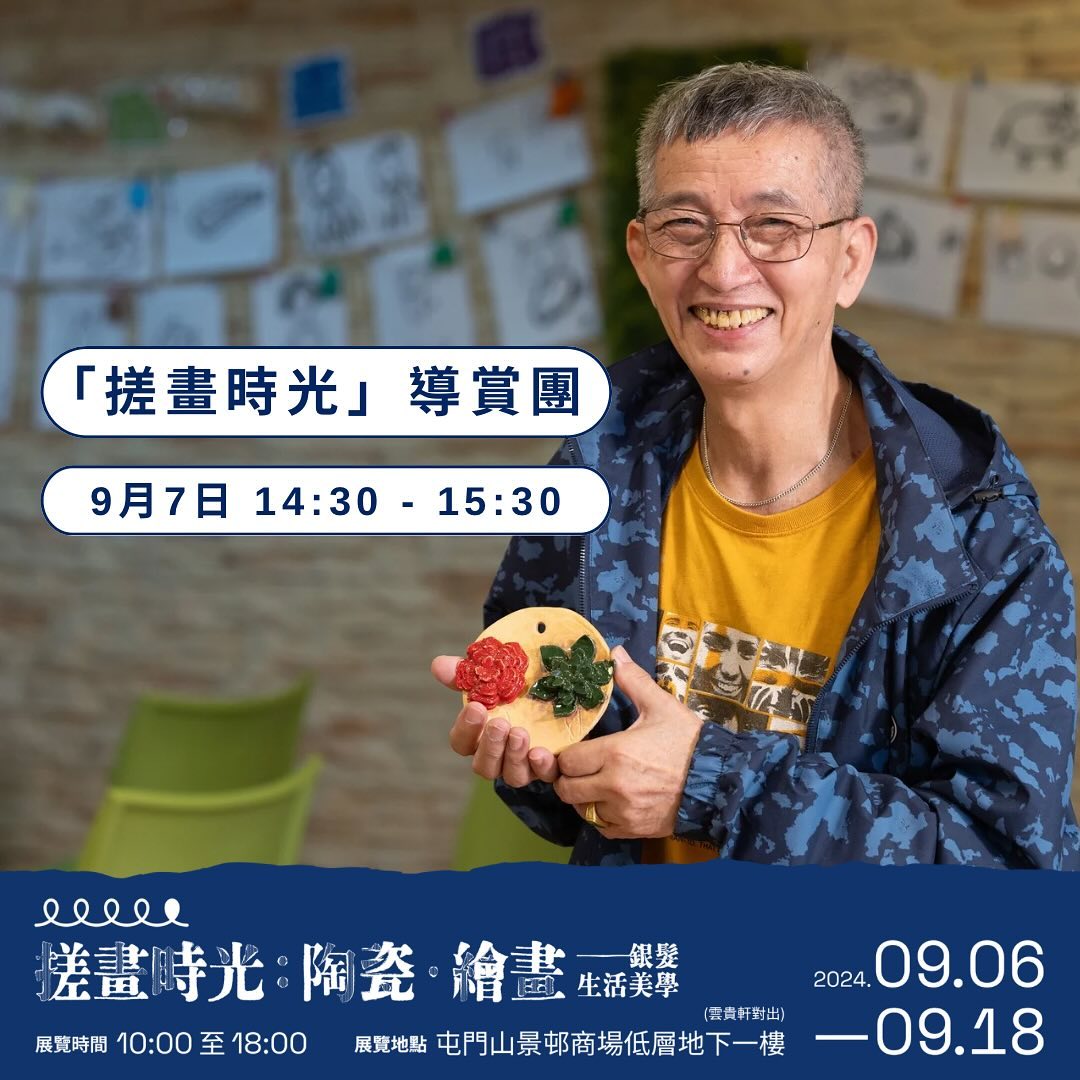 「搓畫時光」導賞團
9月7日 14:30 - 15:30
搓畫時光：陶瓷·繪畫
——銀髮
生活美學
2024.09.06
—09.18
展覽時間 10:00 至 18:00
(雲貴軒對出)
展覽地點 屯門山景邨商場低層地下一樓